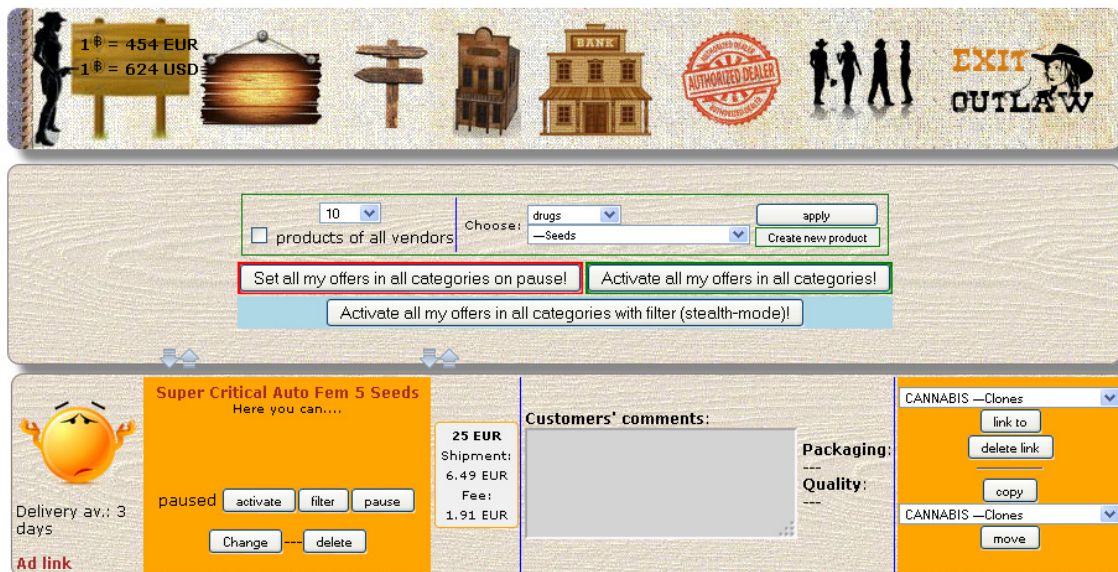 1 ฿ = 454 EUR
1 ฿ = 624 USD
BANK
AUTHORIZED DEALER
AUTHORIZED DEALER
AUTHORIZED DEALER
EXIT
OUTLAW
10
products of all vendors
Choose:
drugs
—Seeds
apply
Create new product
Set all my offers in all categories on pause!
Activate all my offers in all categories!
Activate all my offers in all categories with filter (stealth-mode)!
Delivery av.: 3
days
Ad link
Super Critical Auto Fem 5 Seeds
Here you can....
paused activate filter pause
Change --- delete
25 EUR
Shipment:
6.49 EUR
Fee:
1.91 EUR
Customers' comments:
Packaging:
---
Quality:
---
CANNABIS —Clones
link to
delete link
copy
CANNABIS —Clones
move